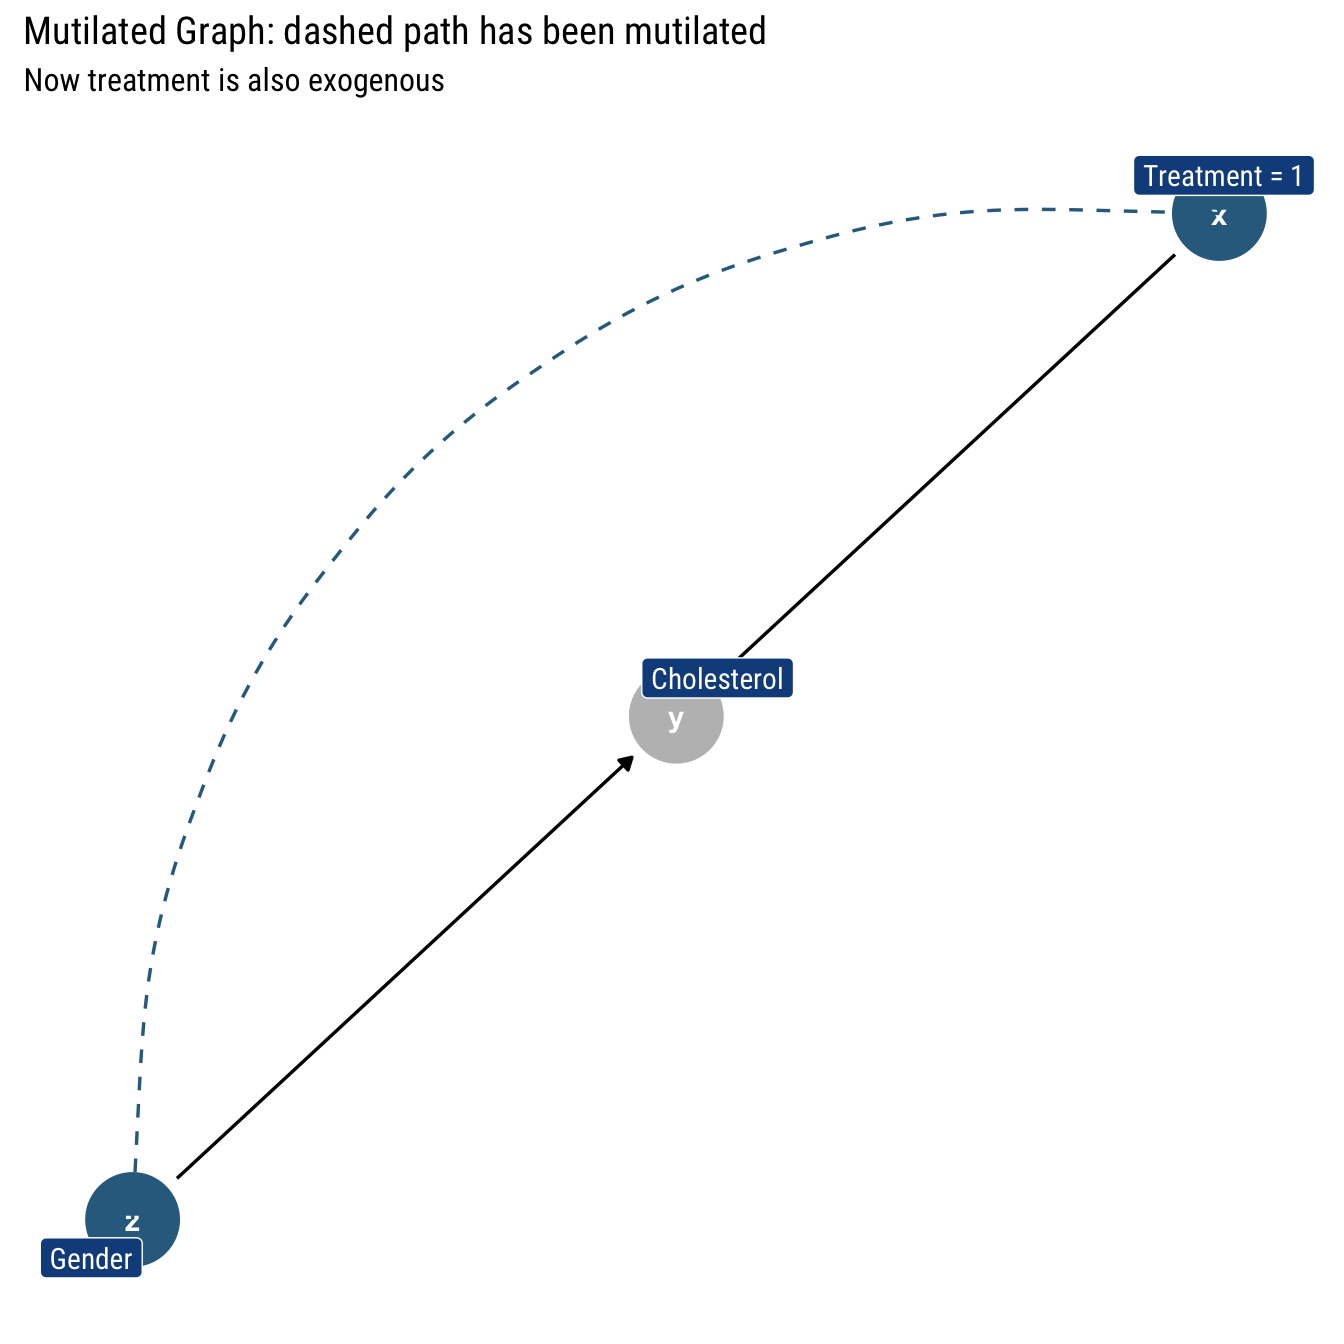 Mutilated Graph: dashed path has been mutilated
Now treatment is also exogenous
Treatment = 1
x
Cholesterol
y
z
Gender